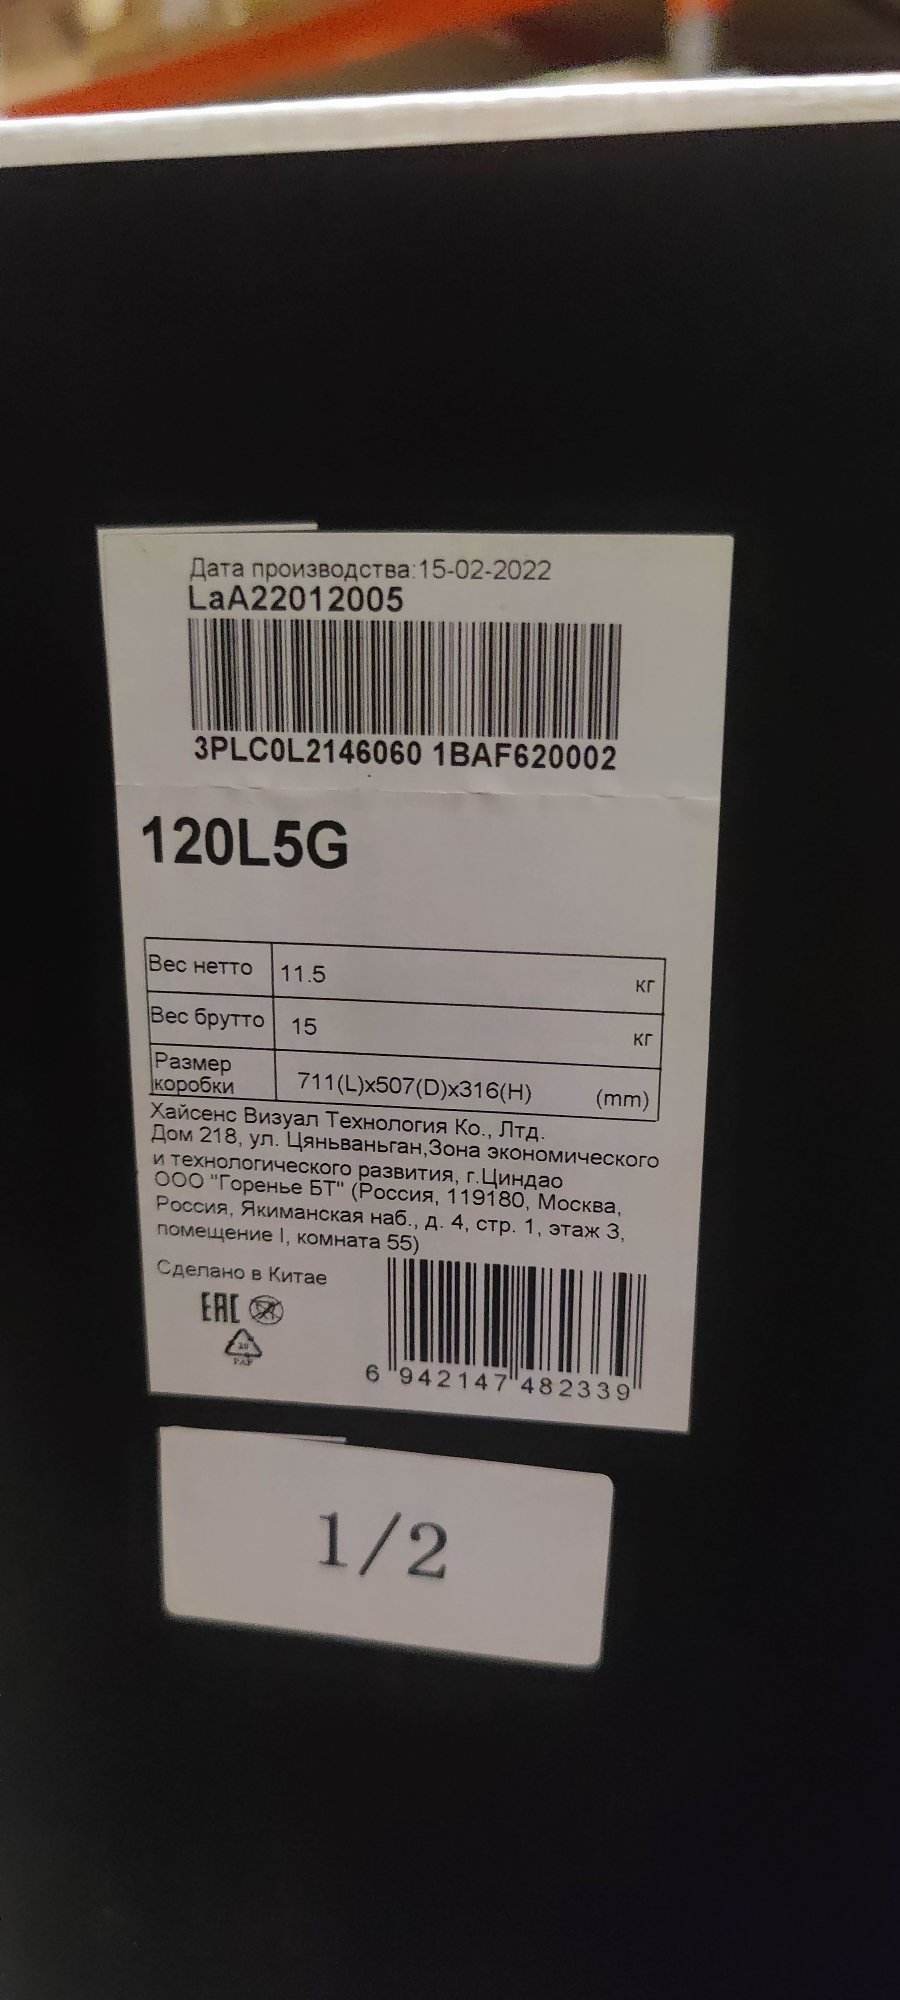 Дата производства:15-02-2022
LaA22012005
3PLC0L2146060 1BAF620002
120L5G
Вес нетто 11.5 кг
Вес брутто 15 кг
Размер
коробки 711(L)x507(D)x316(H) (mm)
Хайсенс Визуал Технология Ко., Лтд.
Дом 218, ул. Цяньваньган,Зона экономического
и технологического развития, г.Циндао
ООО "Горенье БТ" (Россия, 119180, Москва,
Россия, Якиманская наб., д. 4, стр. 1, этаж 3,
помещение I, комната 55)
Сделано в Китае
EAC
20
PAP
6 942147 482339
1/2